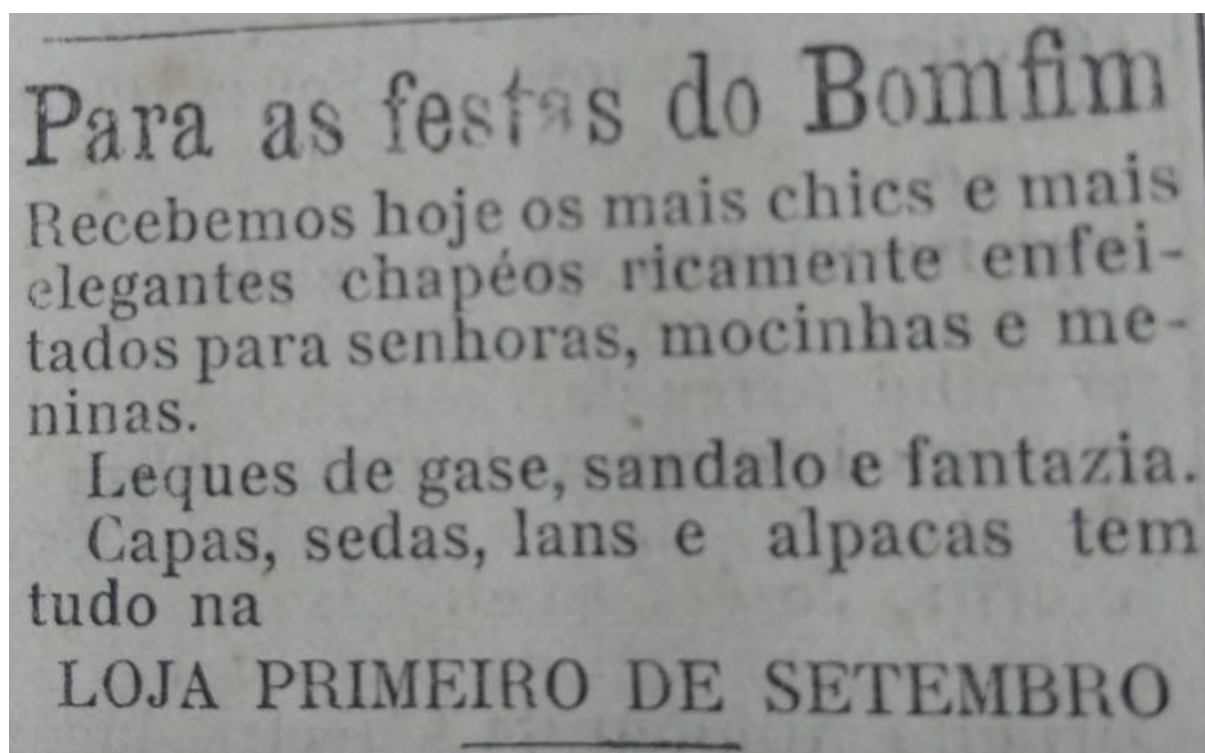 Para as festas do Bomfim
Recebemos hoje os mais chics e mais
elegantes chapéos ricamente enfei-
tados para senhoras, mocinhas e me-
ninas.
Leques de gase, sandalo e fantazia.
Capas, sedas, lans e alpacas tem
tudo na
LOJA PRIMEIRO DE SETEMBRO